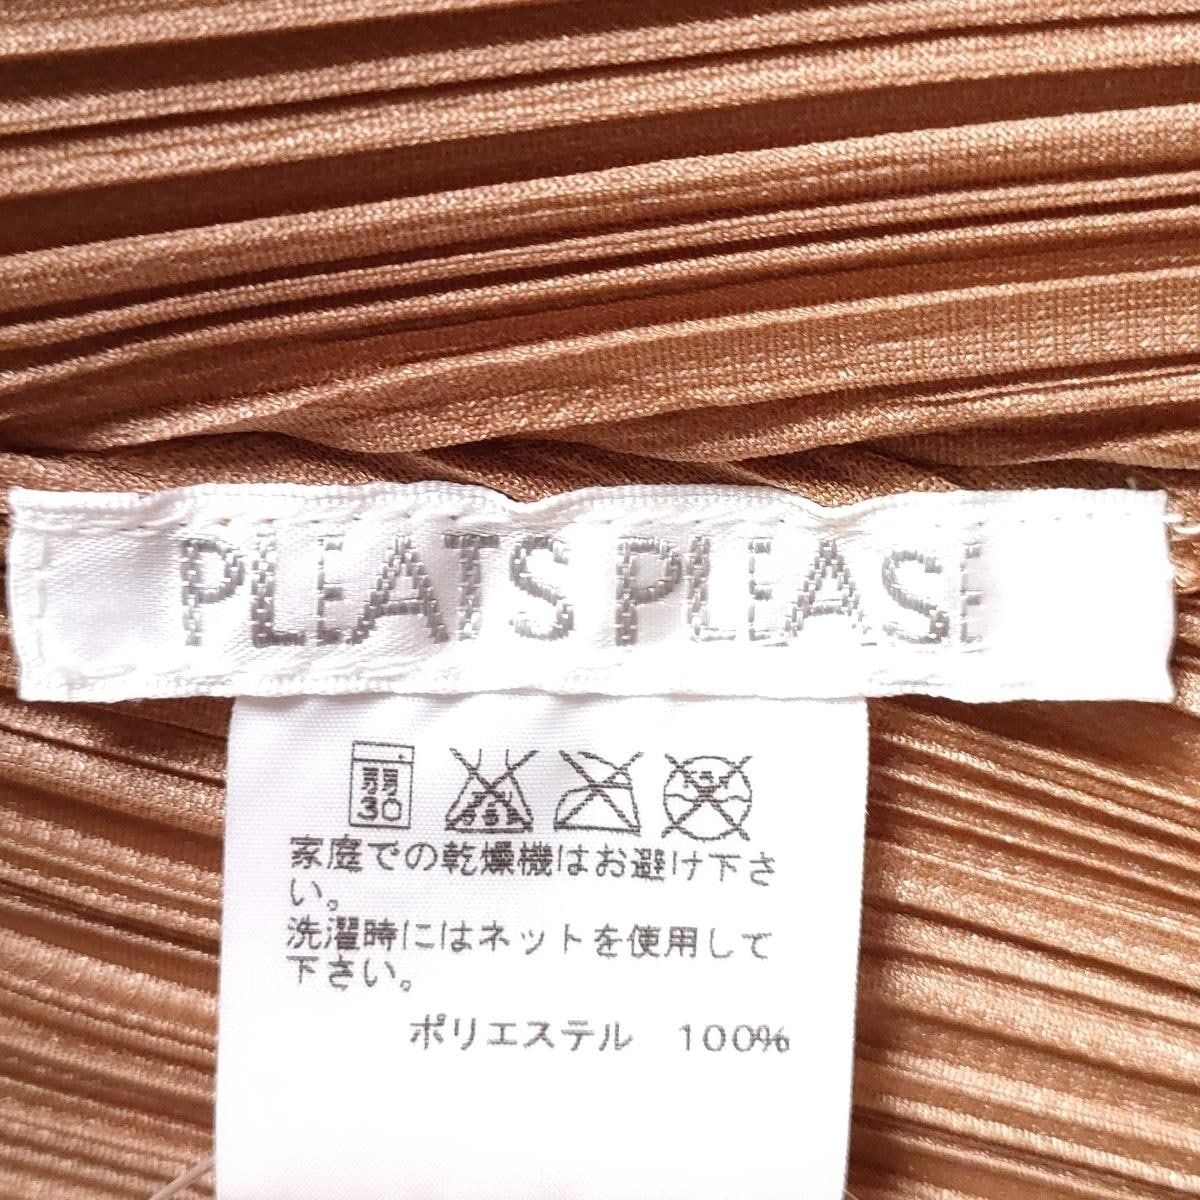 PLEATS PLEASE
弱
30
家庭での乾燥機はお避け下さ
い。
洗濯時にはネットを使用して
下さい。
ポリエステル 100%